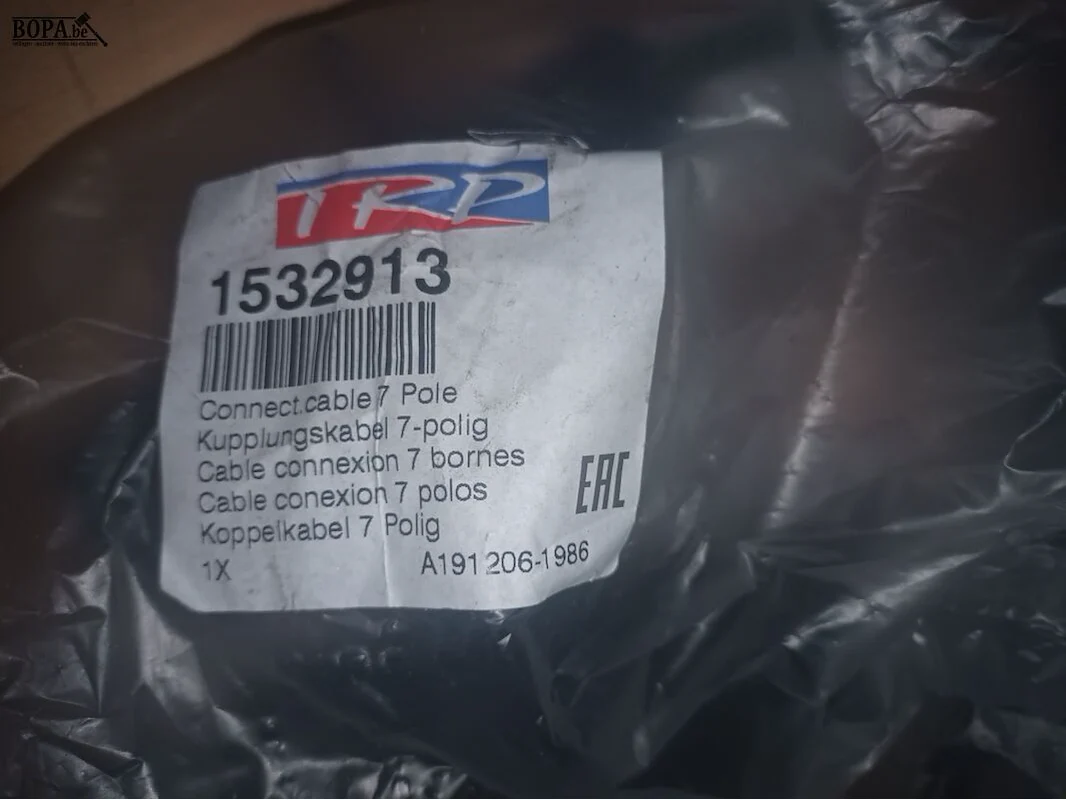 BOPA.be
TRP
1532913
Connect.cable 7 Pole
Kupplungskabel 7-polig
Cable connexion 7 bornes
Cable conexion 7 polos
Koppelkabel 7 Polig
EAC
1X A191 206-1986